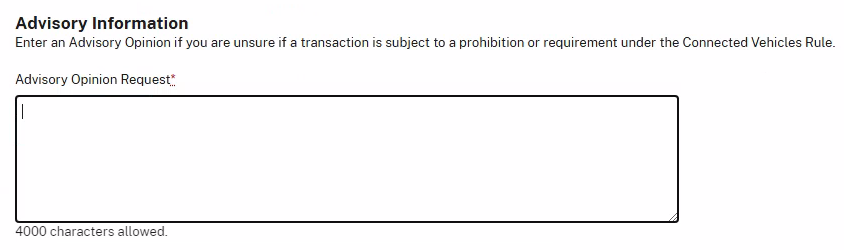 Advisory Information
Enter an Advisory Opinion if you are unsure if a transaction is subject to a prohibition or requirement under the Connected Vehicles Rule.
Advisory Opinion Request*
4000 characters allowed.